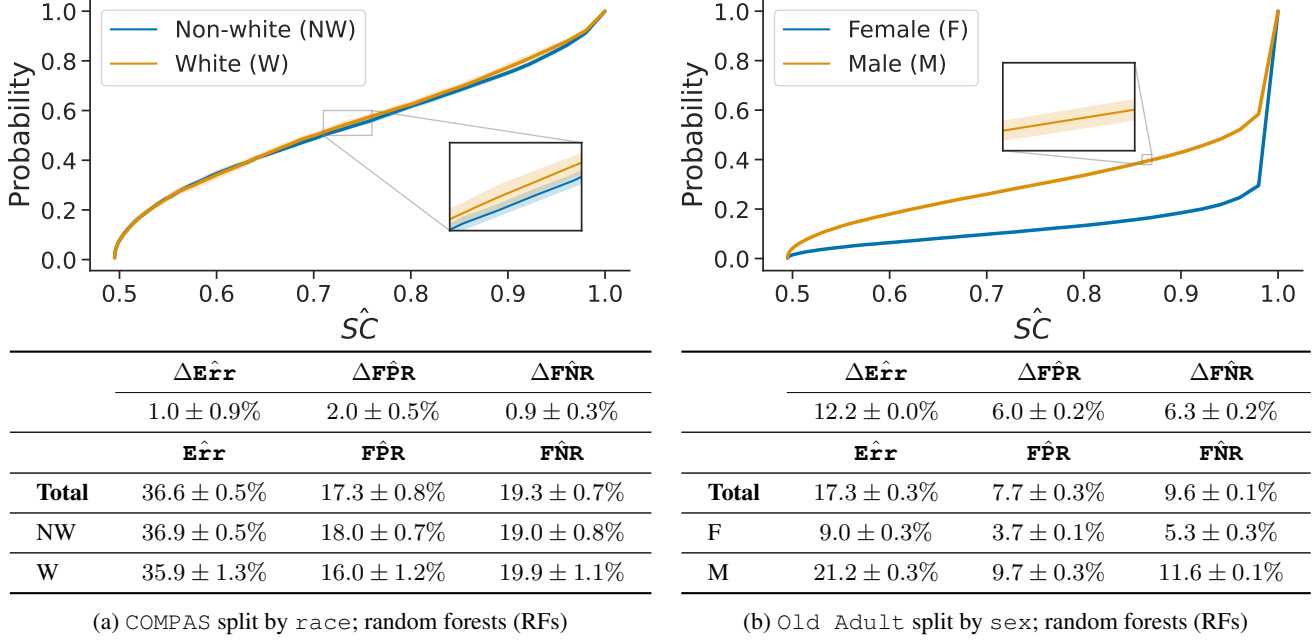 1.0
0.8
0.6
0.4
0.2
0.0
Probability
Non-white (NW)
White (W)
0.5 0.6 0.7 0.8 0.9 1.0
SĈ
ΔErr̂ ΔFP̂R ΔFN̂R
1.0 ± 0.9% 2.0 ± 0.5% 0.9 ± 0.3%
Err̂ FP̂R FN̂R
Total 36.6 ± 0.5% 17.3 ± 0.8% 19.3 ± 0.7%
NW 36.9 ± 0.5% 18.0 ± 0.7% 19.0 ± 0.8%
W 35.9 ± 1.3% 16.0 ± 1.2% 19.9 ± 1.1%
(a) COMPAS split by race; random forests (RFs)
1.0
0.8
0.6
0.4
0.2
0.0
Probability
Female (F)
Male (M)
0.5 0.6 0.7 0.8 0.9 1.0
SĈ
ΔErr̂ ΔFP̂R ΔFN̂R
12.2 ± 0.0% 6.0 ± 0.2% 6.3 ± 0.2%
Err̂ FP̂R FN̂R
Total 17.3 ± 0.3% 7.7 ± 0.3% 9.6 ± 0.1%
F 9.0 ± 0.3% 3.7 ± 0.1% 5.3 ± 0.3%
M 21.2 ± 0.3% 9.7 ± 0.3% 11.6 ± 0.1%
(b) Old Adult split by sex; random forests (RFs)